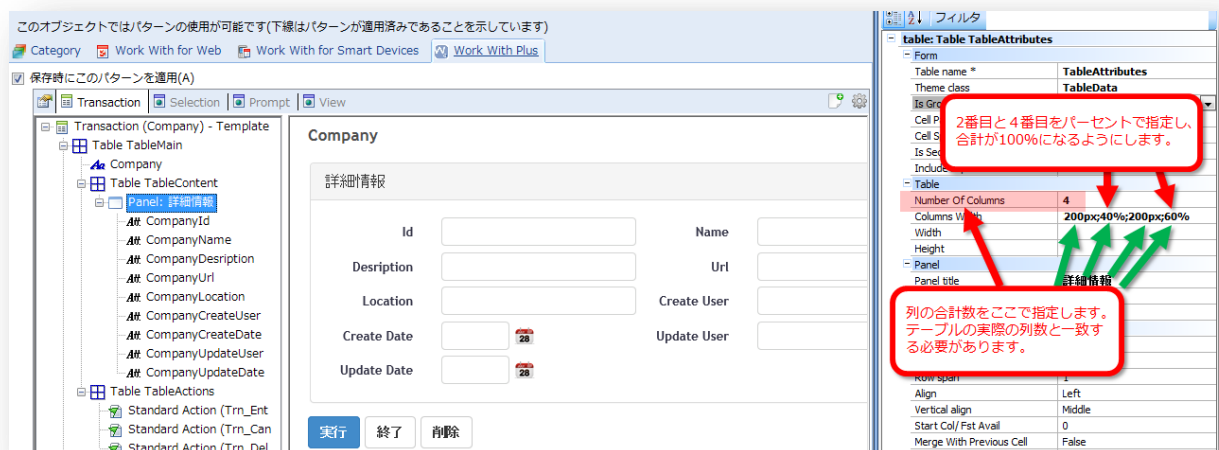 このオブジェクトではパターンの使用が可能です(下線はパターンが適用済みであることを示しています)
Category Work With for Web Work With for Smart Devices Work With Plus
保存時にこのパターンを適用(A)
Transaction Selection Prompt View
Transaction (Company) - Template
Table TableMain
Company
Table TableContent
Panel: 詳細情報
CompanyId
CompanyName
CompanyDesription
CompanyUrl
CompanyLocation
CompanyCreateUser
CompanyCreateDate
CompanyUpdateUser
CompanyUpdateDate
Table TableActions
Standard Action (Trn_Ent
Standard Action (Trn_Can
Standard Action (Trn_Del
Company
詳細情報
Id Name
Desription Url
Location Create User
Create Date 28 Update User
Update Date 28
実行 終了 削除
フィルタ
table: Table TableAttributes
Form
Table name * TableAttributes
Theme class TableData
Is Gro
Cell P
Cell S
Is Sec
Include
2番目と４番目をパーセントで指定し、
合計が100%になるようにします。
Table
Number Of Columns 4
Columns W th 200px;40%;200px;60%
Width
Height
Panel
Panel title 詳細情報
列の合計数をここで指定します。
テーブルの実際の列数と一致す
る必要があります。
Row span 1
Align Left
Vertical align Middle
Start Col/ Fst Avail 0
Merge With Previous Cell False